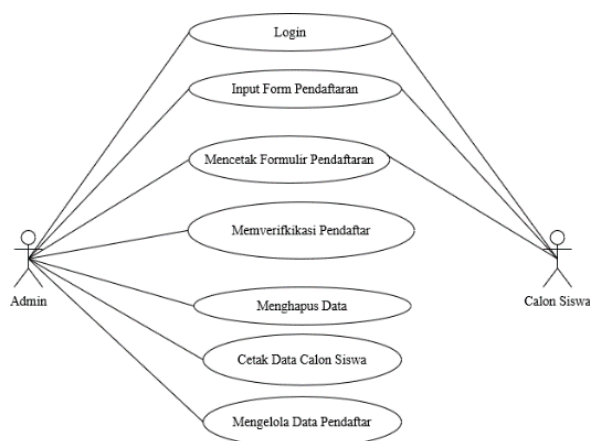 Login
Input Form Pendaftaran
Mencetak Formulir Pendaftaran
Memverifkikasi Pendaftar
Admin
Calon Siswa
Menghapus Data
Cetak Data Calon Siswa
Mengelola Data Pendaftar